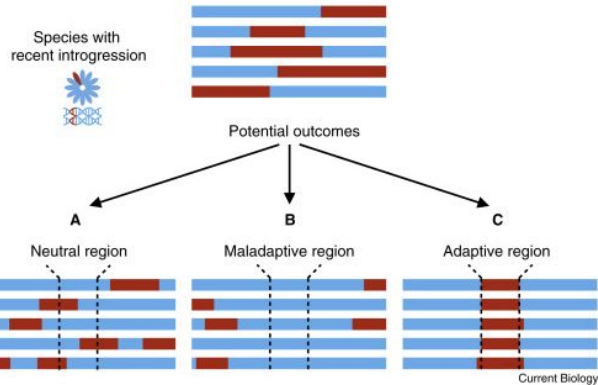 Species with
recent introgression
Potential outcomes
A
B
C
Neutral region
Maladaptive region
Adaptive region
Current Biology